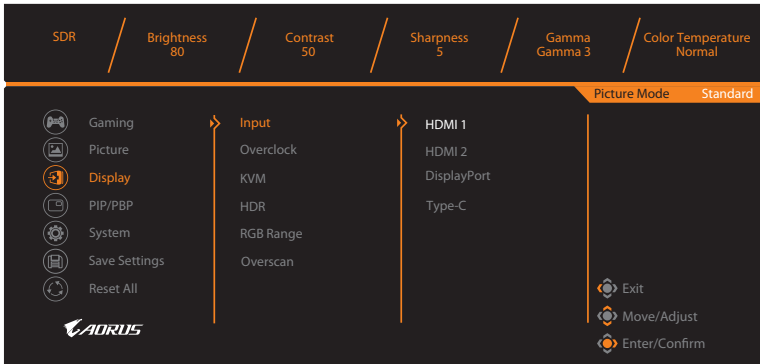 SDR
Brightness
80
Contrast
50
Sharpness
5
Gamma
Gamma 3
Color Temperature
Normal
Picture Mode Standard
Gaming
Picture
Display
PIP/PBP
System
Save Settings
Reset All
Input
Overclock
KVM
HDR
RGB Range
Overscan
HDMI 1
HDMI 2
DisplayPort
Type-C
Exit
Move/Adjust
Enter/Confirm
AORUS